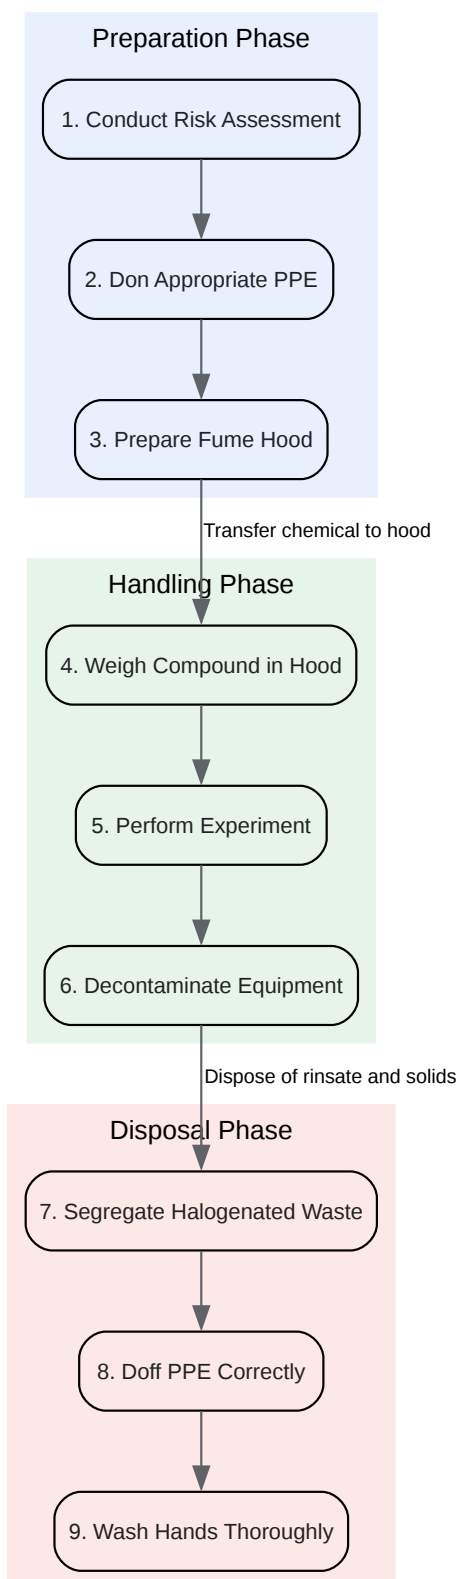 Preparation Phase
1. Conduct Risk Assessment
2. Don Appropriate PPE
3. Prepare Fume Hood
Transfer chemical to hood
Handling Phase
4. Weigh Compound in Hood
5. Perform Experiment
6. Decontaminate Equipment
Dispose of rinsate and solids
Disposal Phase
7. Segregate Halogenated Waste
8. Doff PPE Correctly
9. Wash Hands Thoroughly